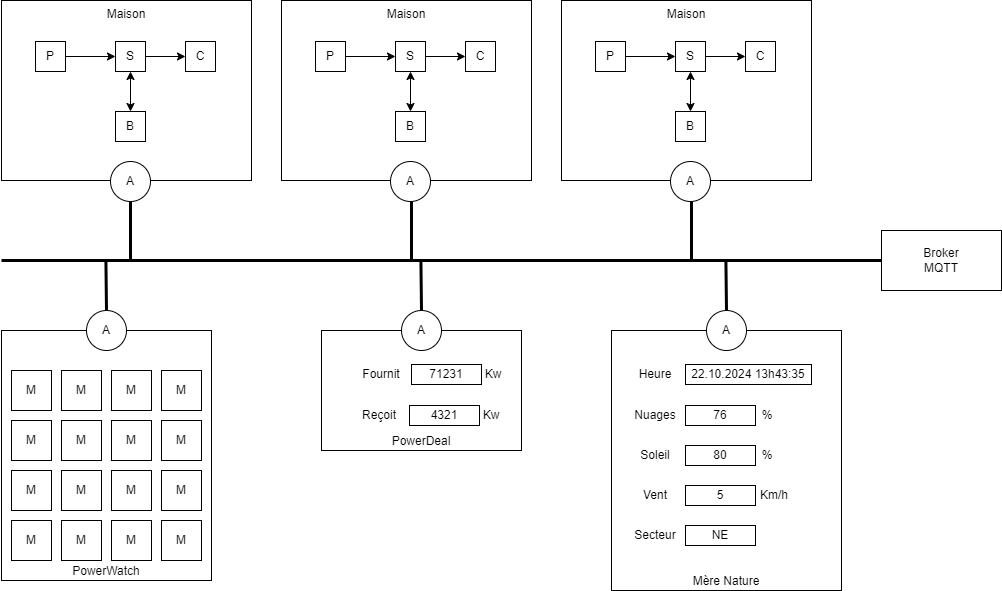 Maison
P
S
C
B
A
Maison
P
S
C
B
A
Maison
P
S
C
B
A
Broker
MQTT
A
M M M M
M M M M
M M M M
M M M M
PowerWatch
A
Fournit 71231 Kw
Reçoit 4321 Kw
PowerDeal
A
Heure 22.10.2024 13h43:35
Nuages 76 %
Soleil 80 %
Vent 5 Km/h
Secteur NE
Mère Nature